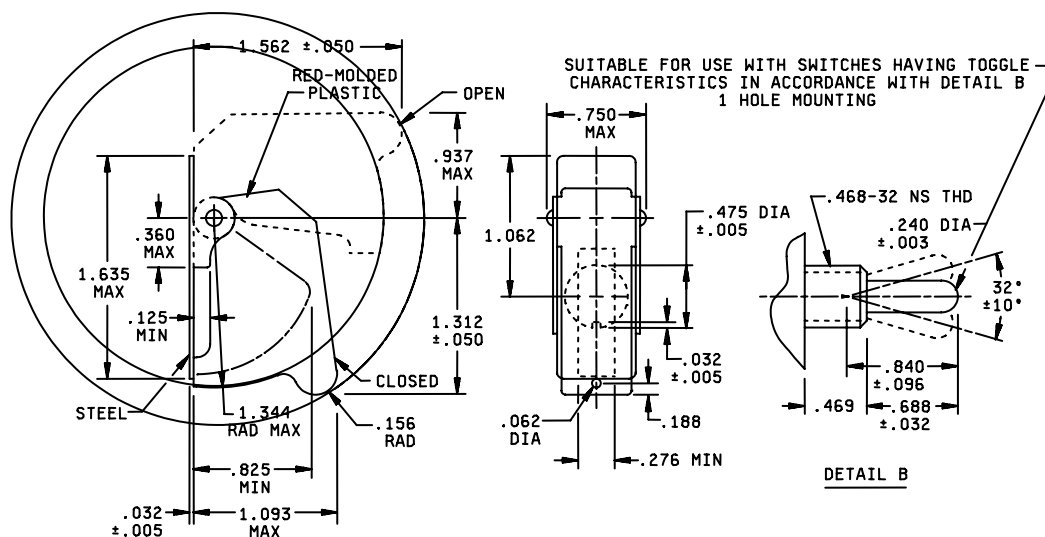 1.562 ±.050
RED-MOLDED
PLASTIC
OPEN
.937
MAX
.360
MAX
1.635
MAX
.125
MIN
1.312
±.050
STEEL
CLOSED
1.344
RAD MAX
.156
RAD
.825
MIN
.032
±.005
1.093
MAX
SUITABLE FOR USE WITH SWITCHES HAVING TOGGLE
CHARACTERISTICS IN ACCORDANCE WITH DETAIL B
1 HOLE MOUNTING
.750
MAX
1.062
.475 DIA
±.005
.032
±.005
.062
DIA
.188
.276 MIN
.468-32 NS THD
.240 DIA
±.003
32°
±10°
.840
±.096
.469
.688
±.032
DETAIL B